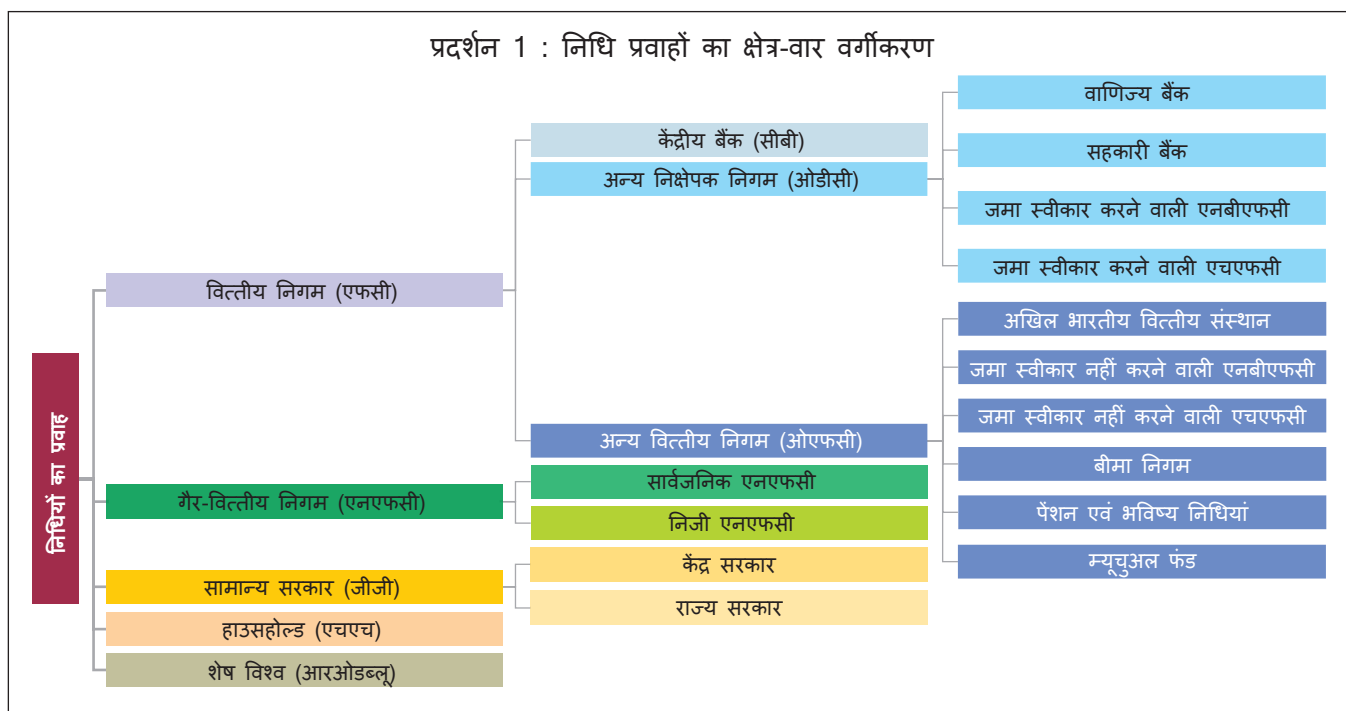 प्रदर्शन 1 : निधि प्रवाहों का क्षेत्र-वार वर्गीकरण
निधियों का प्रवाह
वित्तीय निगम (एफसी)
केंद्रीय बैंक (सीबी)
अन्य निक्षेपक निगम (ओडीसी)
वाणिज्य बैंक
सहकारी बैंक
जमा स्वीकार करने वाली एनबीएफसी
जमा स्वीकार करने वाली एचएफसी
अन्य वित्तीय निगम (ओएफसी)
अखिल भारतीय वित्तीय संस्थान
जमा स्वीकार नहीं करने वाली एनबीएफसी
जमा स्वीकार नहीं करने वाली एचएफसी
बीमा निगम
पेंशन एवं भविष्य निधियां
म्यूचुअल फंड
गैर-वित्तीय निगम (एनएफसी)
सार्वजनिक एनएफसी
निजी एनएफसी
सामान्य सरकार (जीजी)
केंद्र सरकार
राज्य सरकार
हाउसहोल्ड (एचएच)
शेष विश्व (आरओडब्लू)